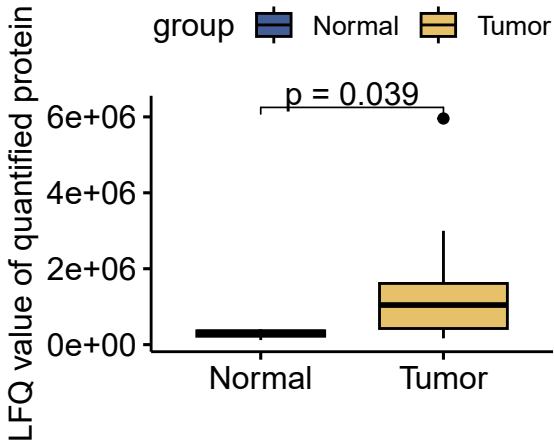 group Normal Tumor
LFQ value of quantified protein
p = 0.039
6e+06
4e+06
2e+06
0e+00
Normal Tumor